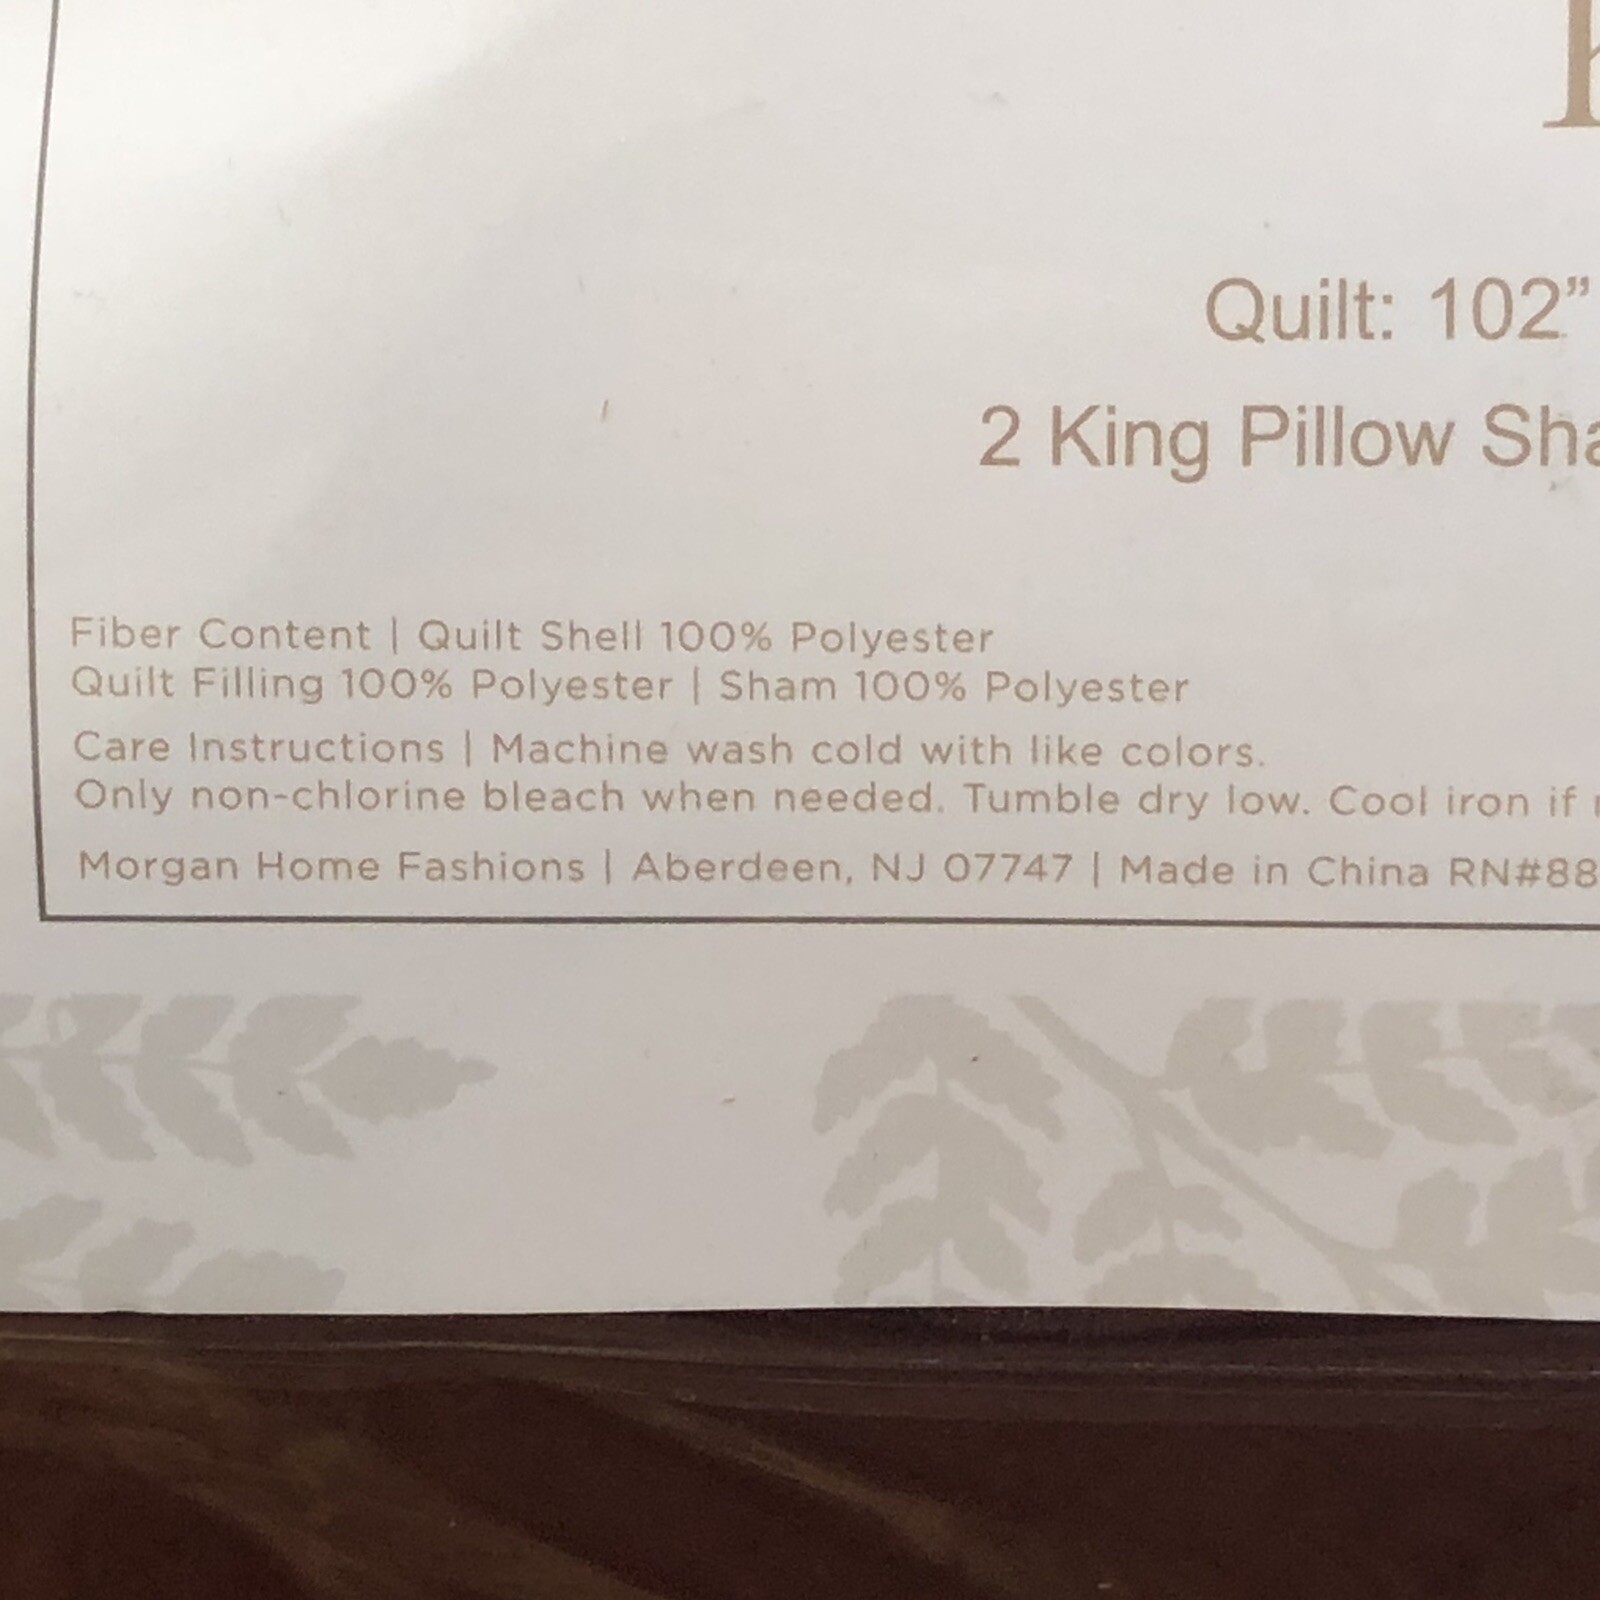 Quilt: 102”
2 King Pillow
Fiber Content | Quilt Shell 100% Polyester
Quilt Filling 100% Polyester | Sham 100% Polyester
Care Instructions | Machine wash cold with like colors.
Only non-chlorine bleach when needed. Tumble dry low. Cool iron if
Morgan Home Fashions | Aberdeen, NJ 07747 | Made in China RN#88